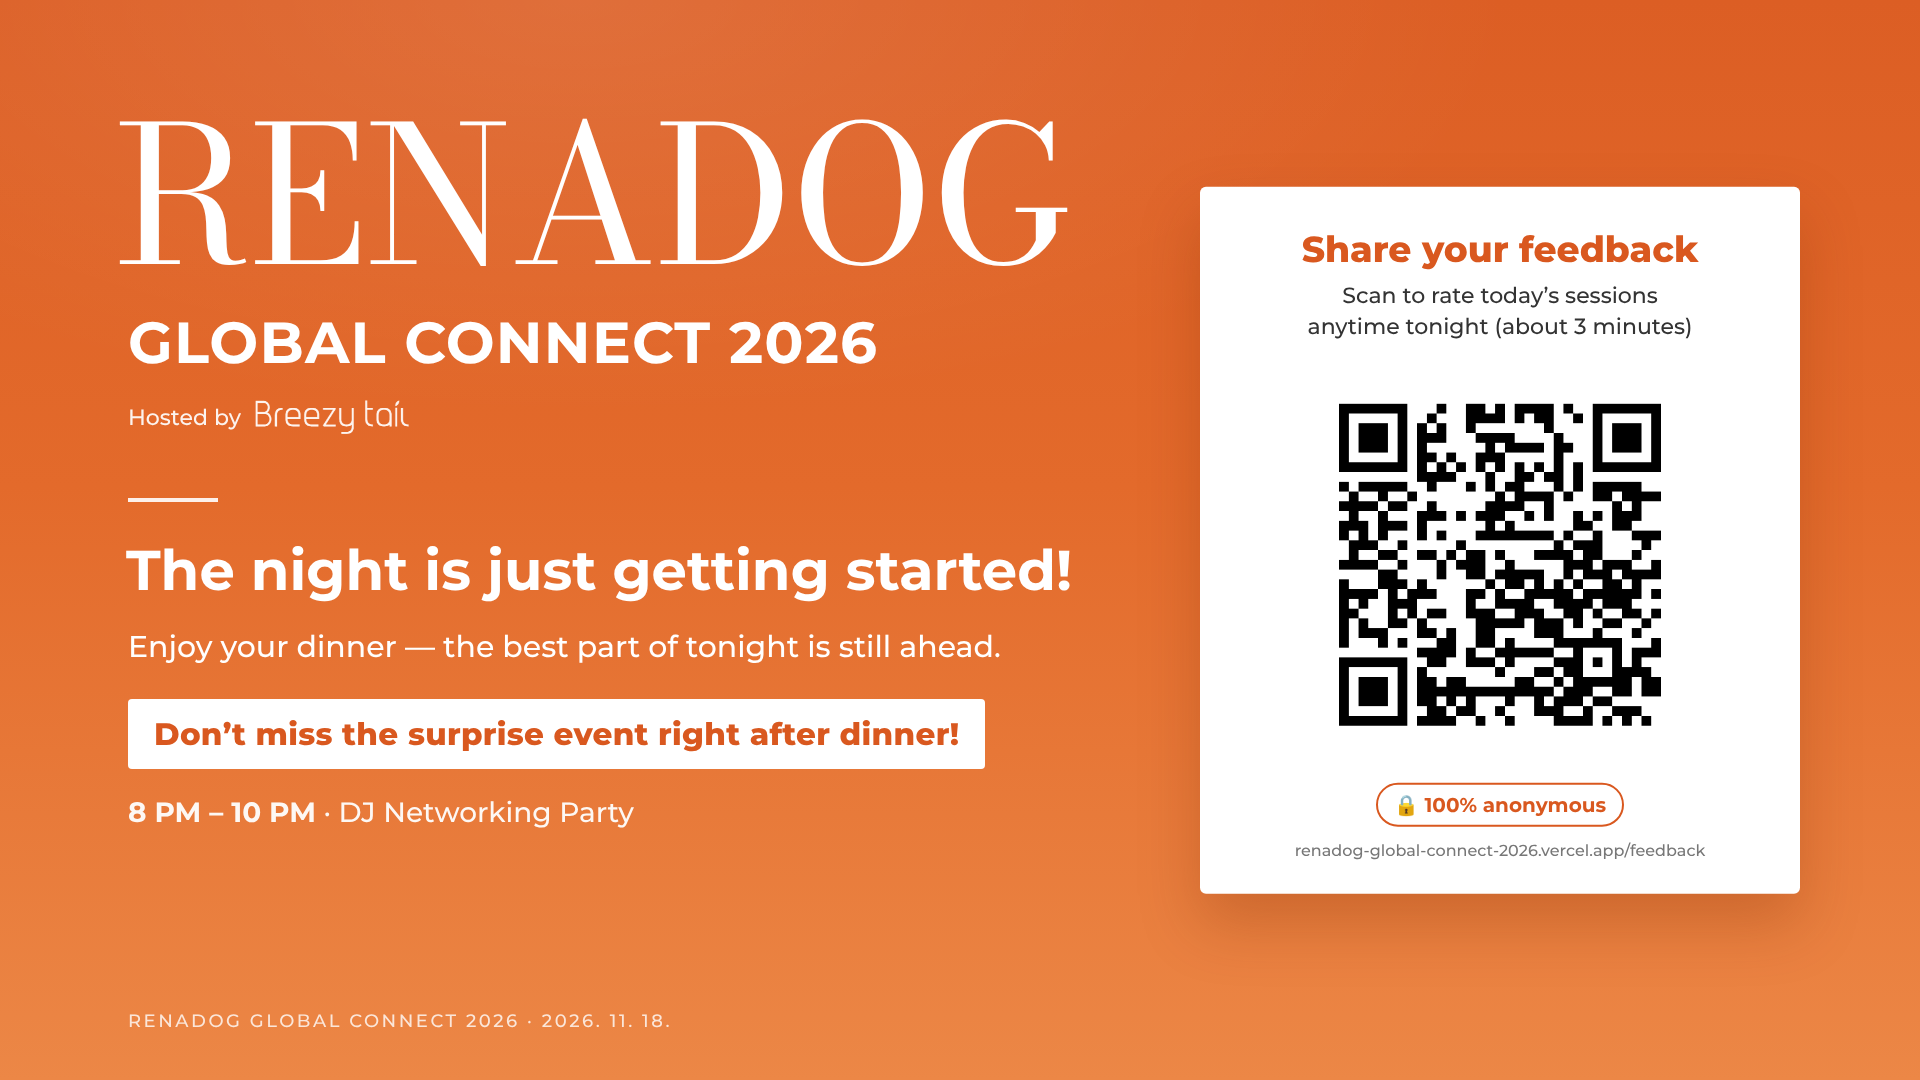 RENADOG
GLOBAL CONNECT 2026
Hosted by Breezy tail
The night is just getting started!
Enjoy your dinner — the best part of tonight is still ahead.
Don’t miss the surprise event right after dinner!
8 PM – 10 PM · DJ Networking Party
RENADOG GLOBAL CONNECT 2026 · 2026. 11. 18.
Share your feedback
Scan to rate today’s sessions
anytime tonight (about 3 minutes)
🔒 100% anonymous
renadog-global-connect-2026.vercel.app/feedback